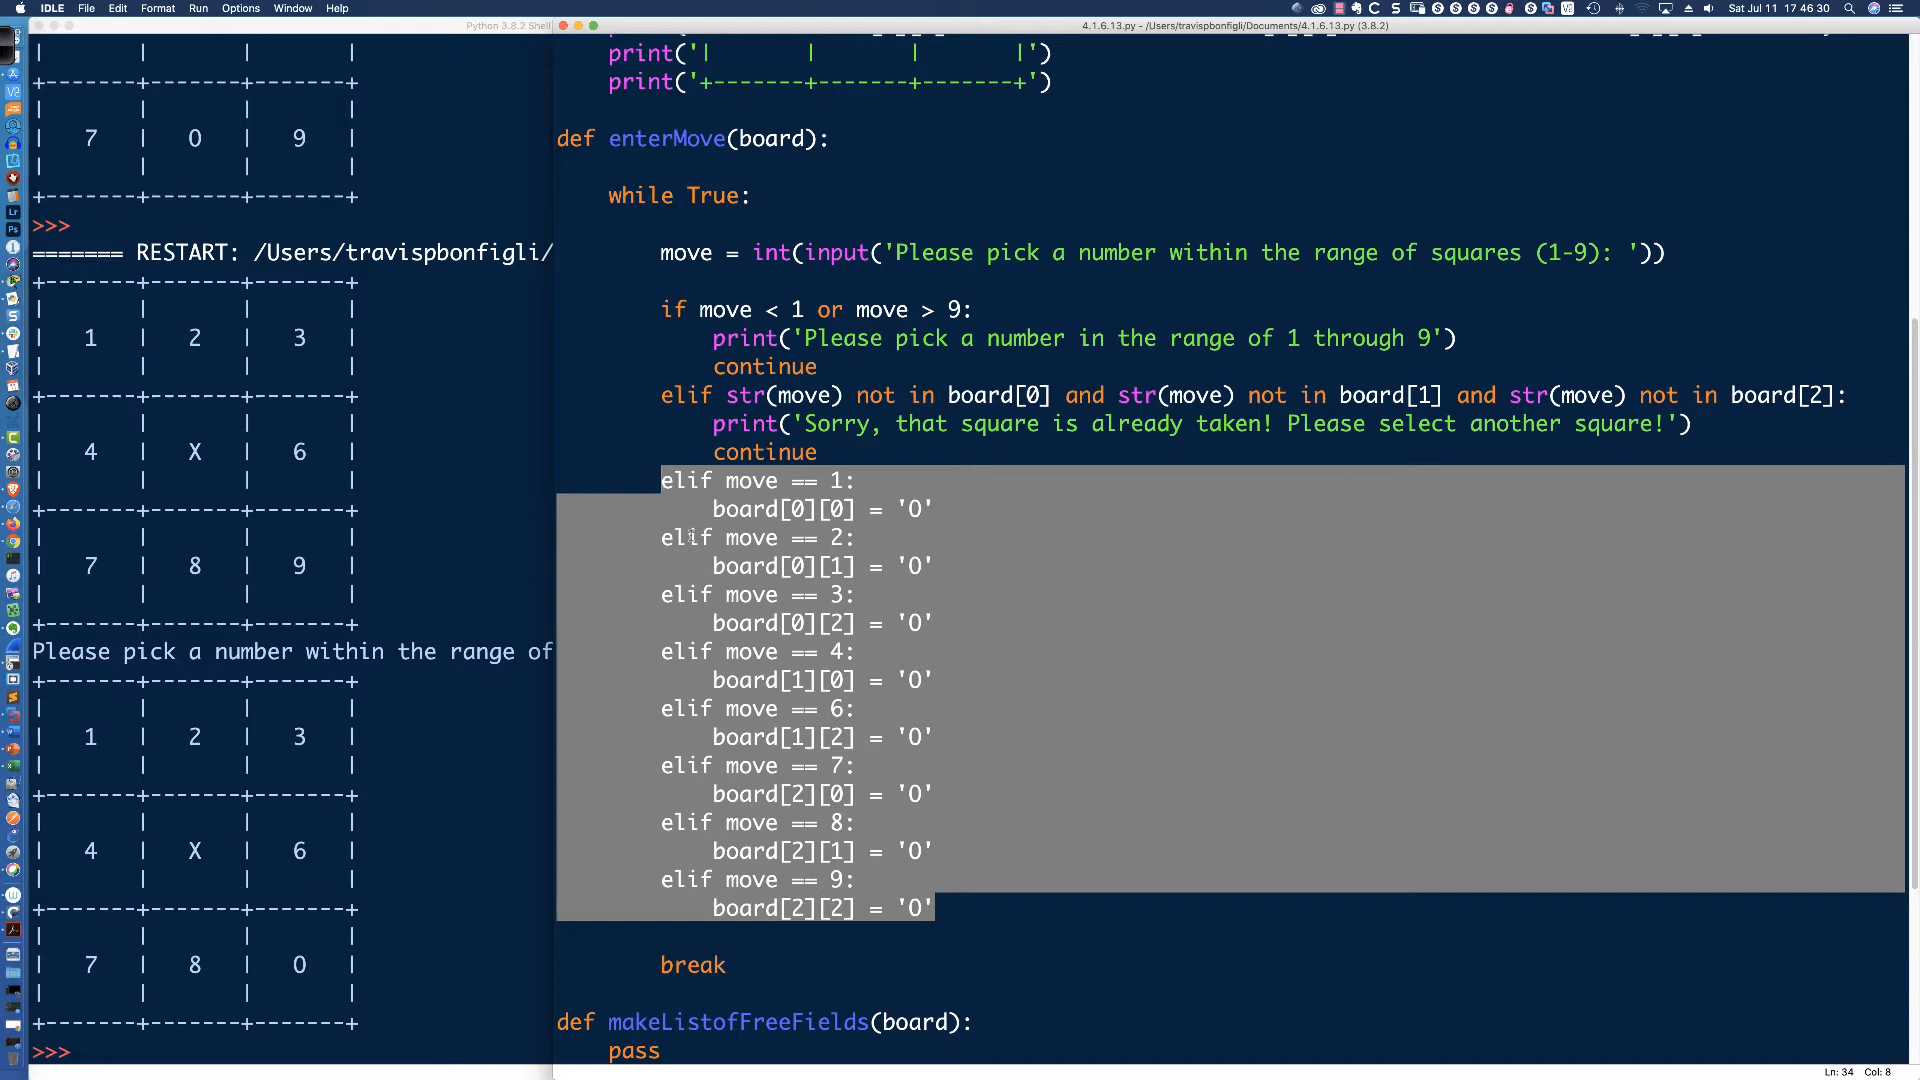 IDLE File Edit Format Run Options Window Help
Sat Jul 11 17 46 30
Python 3.8.2 Shell
| | | |
+-------+-------+-------+
| | | |
| 7 | O | 9 |
| | | |
+-------+-------+-------+
>>>
======= RESTART: /Users/travispbonfigli/
+-------+-------+-------+
| | | |
| 1 | 2 | 3 |
| | | |
+-------+-------+-------+
| | | |
| 4 | X | 6 |
| | | |
+-------+-------+-------+
| | | |
| 7 | 8 | 9 |
| | | |
+-------+-------+-------+
Please pick a number within the range of
+-------+-------+-------+
| | | |
| 1 | 2 | 3 |
| | | |
+-------+-------+-------+
| | | |
| 4 | X | 6 |
| | | |
+-------+-------+-------+
| | | |
| 7 | 8 | O |
| | | |
+-------+-------+-------+
>>>
4.1.6.13.py - /Users/travispbonfigli/Documents/4.1.6.13.py (3.8.2)
print('|       |       |       |')
print('+-------+-------+-------+')
def enterMove(board):
while True:
move = int(input('Please pick a number within the range of squares (1-9): '))
if move < 1 or move > 9:
print('Please pick a number in the range of 1 through 9')
continue
elif str(move) not in board[0] and str(move) not in board[1] and str(move) not in board[2]:
print('Sorry, that square is already taken! Please select another square!')
continue
elif move == 1:
board[0][0] = 'O'
elif move == 2:
board[0][1] = 'O'
elif move == 3:
board[0][2] = 'O'
elif move == 4:
board[1][0] = 'O'
elif move == 6:
board[1][2] = 'O'
elif move == 7:
board[2][0] = 'O'
elif move == 8:
board[2][1] = 'O'
elif move == 9:
board[2][2] = 'O'
break
def makeListofFreeFields(board):
pass
Ln: 34 Col: 8